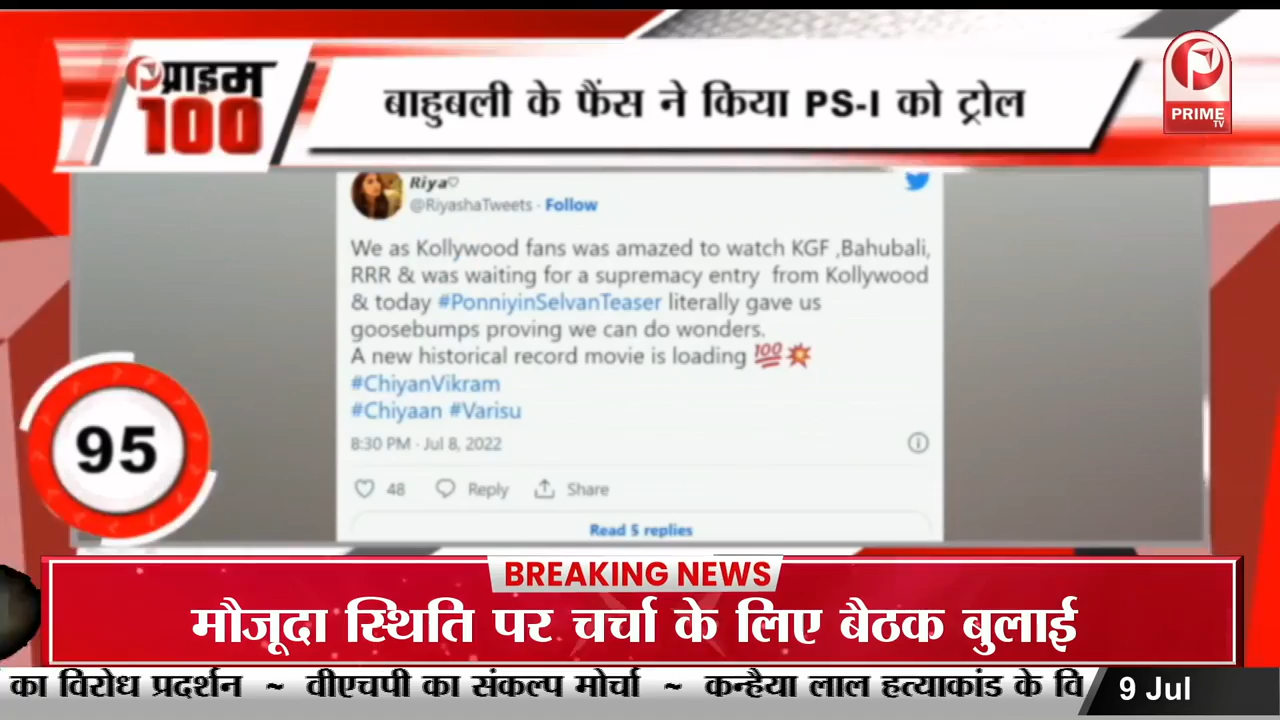 प्राइम
100
बाहुबली के फैंस ने किया PS-I को ट्रोल
PRIME
TV
Riya♡
@RiyashaTweets · Follow
We as Kollywood fans was amazed to watch KGF ,Bahubali,
RRR & was waiting for a supremacy entry from Kollywood
& today #PonniyinSelvanTeaser literally gave us
goosebumps proving we can do wonders.
A new historical record movie is loading 💯💥
#ChiyanVikram
#Chiyaan #Varisu
8:30 PM · Jul 8, 2022
48 Reply Share
Read 5 replies
95
BREAKING NEWS
मौजूदा स्थिति पर चर्चा के लिए बैठक बुलाई
का विरोध प्रदर्शन ~ वीएचपी का संकल्प मोर्चा ~ कन्हैया लाल हत्याकांड के वि
9 Jul